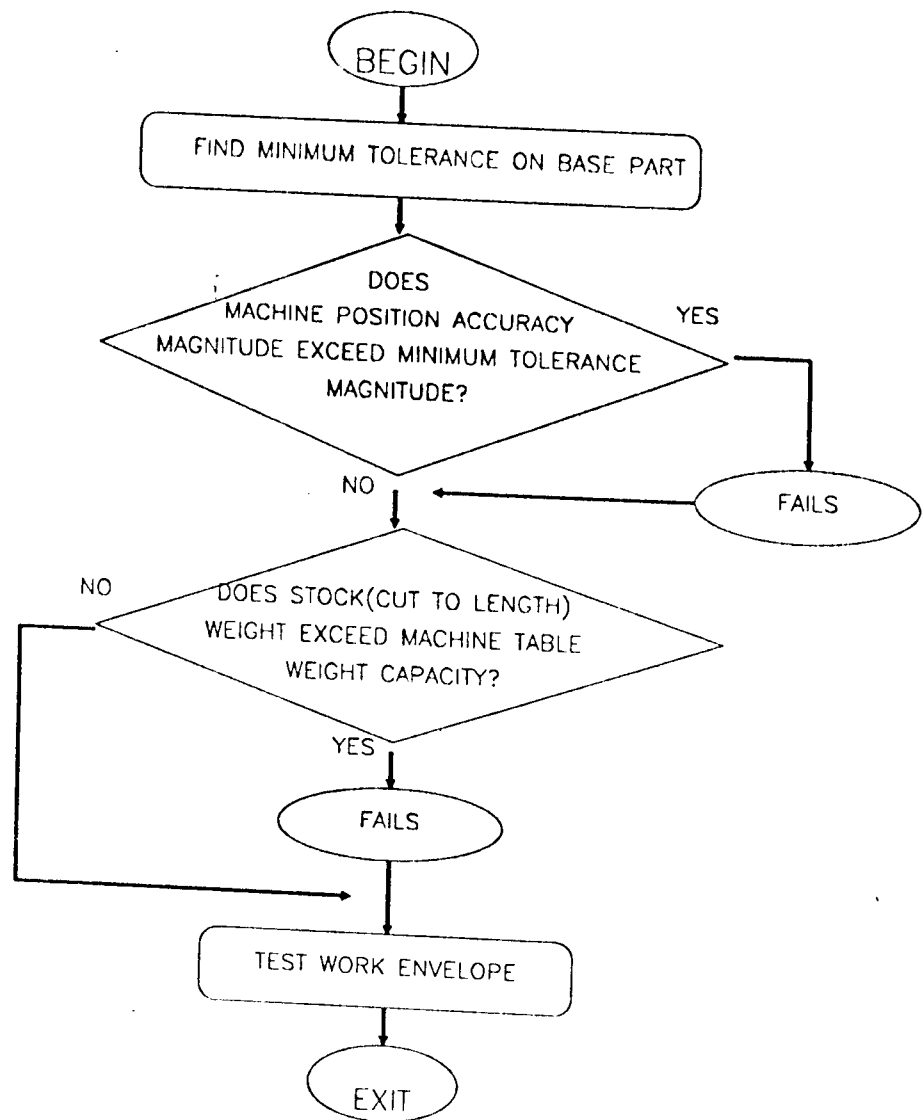 BEGIN
FIND MINIMUM TOLERANCE ON BASE PART
DOES
MACHINE POSITION ACCURACY
MAGNITUDE EXCEED MINIMUM TOLERANCE
MAGNITUDE?
YES
NO
FAILS
NO
DOES STOCK(CUT TO LENGTH)
WEIGHT EXCEED MACHINE TABLE
WEIGHT CAPACITY?
YES
FAILS
TEST WORK ENVELOPE
EXIT